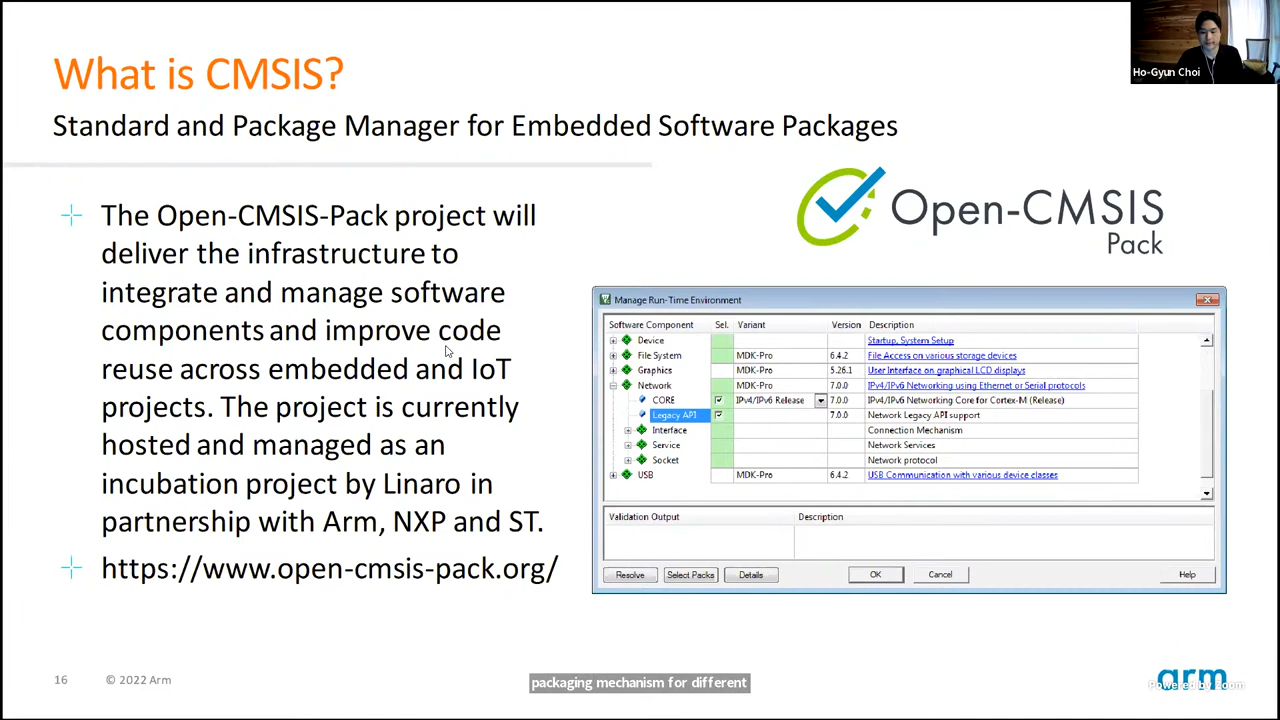 What is CMSIS?
Standard and Package Manager for Embedded Software Packages
Ho-Gyun Choi
The Open-CMSIS-Pack project will
deliver the infrastructure to
integrate and manage software
components and improve code
reuse across embedded and IoT
projects. The project is currently
hosted and managed as an
incubation project by Linaro in
partnership with Arm, NXP and ST.
https://www.open-cmsis-pack.org/
Open-CMSIS
Pack
Manage Run-Time Environment
Software Component Sel. Variant Version Description
Device Startup, System Setup
File System MDK-Pro 6.4.2 File Access on various storage devices
Graphics MDK-Pro 5.26.1 User Interface on graphical LCD displays
Network MDK-Pro 7.0.0 IPv4/IPv6 Networking using Ethernet or Serial protocols
CORE IPv4/IPv6 Release 7.0.0 IPv4/IPv6 Networking Core for Cortex-M (Release)
Legacy API 7.0.0 Network Legacy API support
Interface Connection Mechanism
Service Network Services
Socket Network protocol
USB MDK-Pro 6.4.2 USB Communication with various device classes
Validation Output Description
Resolve Select Packs Details OK Cancel Help
16 © 2022 Arm
packaging mechanism for different
arm
Powered by Zoom